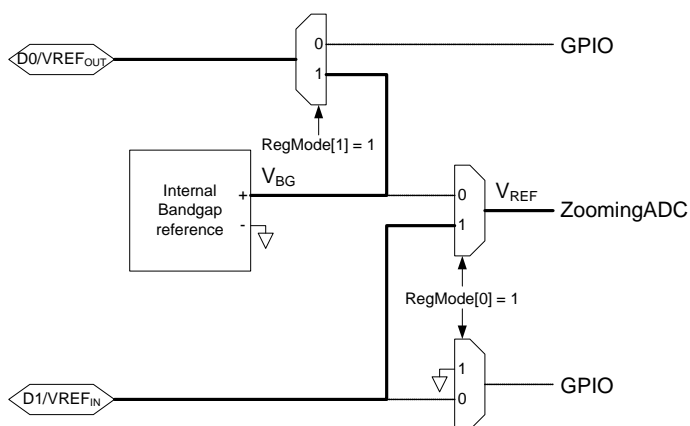 0
GPIO
D0/VREFOUT
1
RegMode[1] = 1
VBG
Internal
Bandgap
reference
+
-
0
1
VREF
ZoomingADC
RegMode[0] = 1
1
0
GPIO
D1/VREFIN